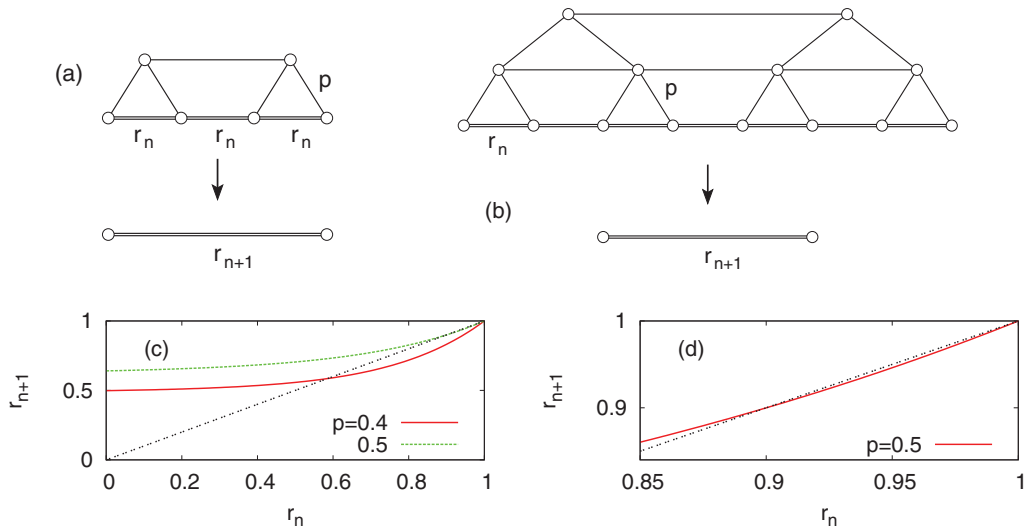 (a)
p
r_n r_n r_n
r_{n+1}
p
r_n
(b)
r_{n+1}
(c)
r_{n+1}
1
0.5
0
p=0.4
0.5
0 0.2 0.4 0.6 0.8 1
r_n
(d)
r_{n+1}
1
0.9
p=0.5
0.85 0.9 0.95 1
r_n